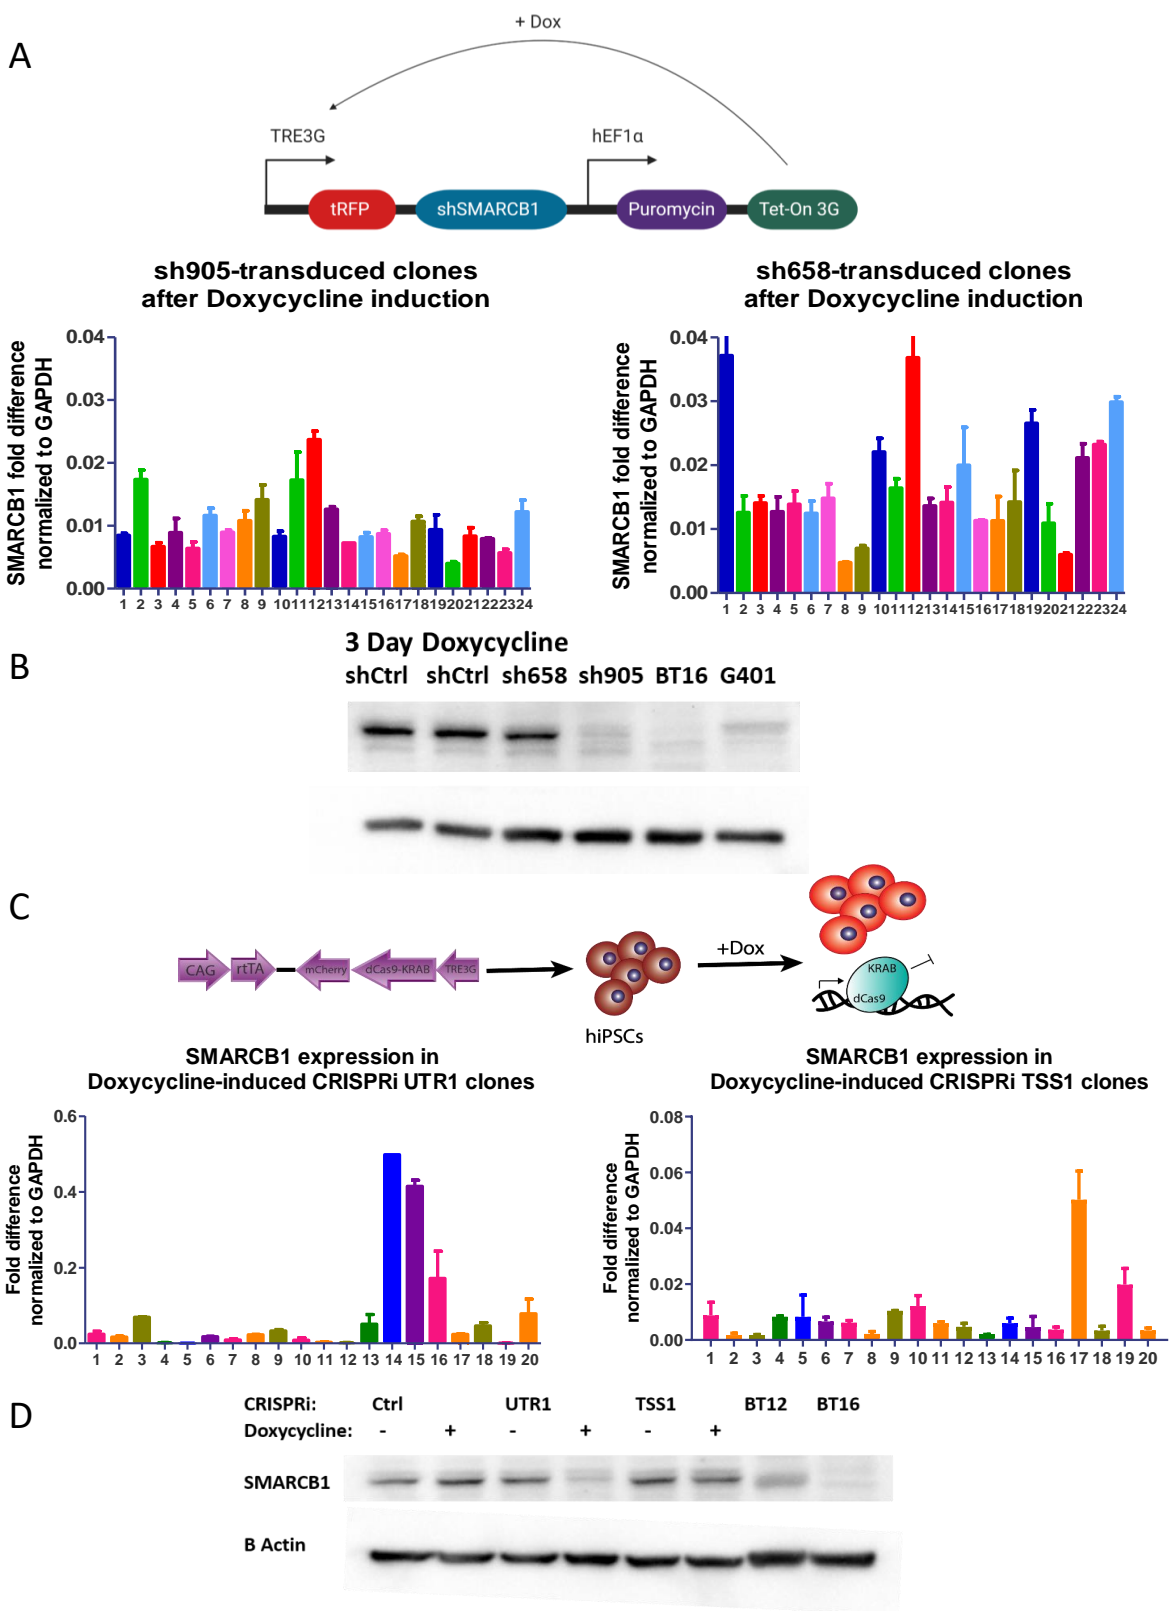 A
+ Dox
TRE3G
hEF1α
tRFP
shSMARCB1
Puromycin
Tet-On 3G
sh905-transduced clones
after Doxycycline induction
SMARCB1 fold difference
normalized to GAPDH
0.04
0.03
0.02
0.01
0.00
1 2 3 4 5 6 7 8 9 10 11 12 13 14 15 16 17 18 19 20 21 22 23 24
sh658-transduced clones
after Doxycycline induction
SMARCB1 fold difference
normalized to GAPDH
0.04
0.03
0.02
0.01
0.00
1 2 3 4 5 6 7 8 9 10 11 12 13 14 15 16 17 18 19 20 21 22 23 24
B
3 Day Doxycycline
shCtrl shCtrl sh658 sh905 BT16 G401
C
CAG rtTA mCherry dCas9-KRAB TRE3G
hiPSCs
+Dox
KRAB
dCas9
SMARCB1 expression in
Doxycycline-induced CRISPRi UTR1 clones
Fold difference
normalized to GAPDH
0.6
0.4
0.2
0.0
1 2 3 4 5 6 7 8 9 10 11 12 13 14 15 16 17 18 19 20
SMARCB1 expression in
Doxycycline-induced CRISPRi TSS1 clones
Fold difference
normalized to GAPDH
0.08
0.06
0.04
0.02
0.00
1 2 3 4 5 6 7 8 9 10 11 12 13 14 15 16 17 18 19 20
D
CRISPRi: Ctrl UTR1 TSS1 BT12 BT16
Doxycycline: - + - + - +
SMARCB1
B Actin